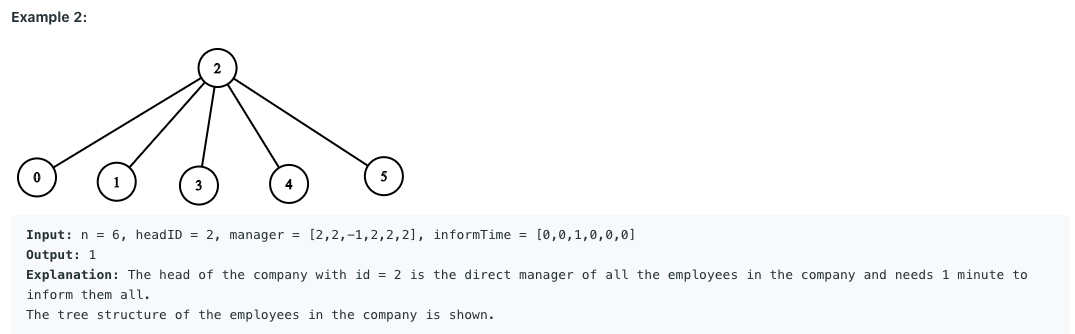 Example 2:
2
0
1
3
4
5
Input: n = 6, headID = 2, manager = [2,2,-1,2,2,2], informTime = [0,0,1,0,0,0]
Output: 1
Explanation: The head of the company with id = 2 is the direct manager of all the employees in the company and needs 1 minute to
inform them all.
The tree structure of the employees in the company is shown.